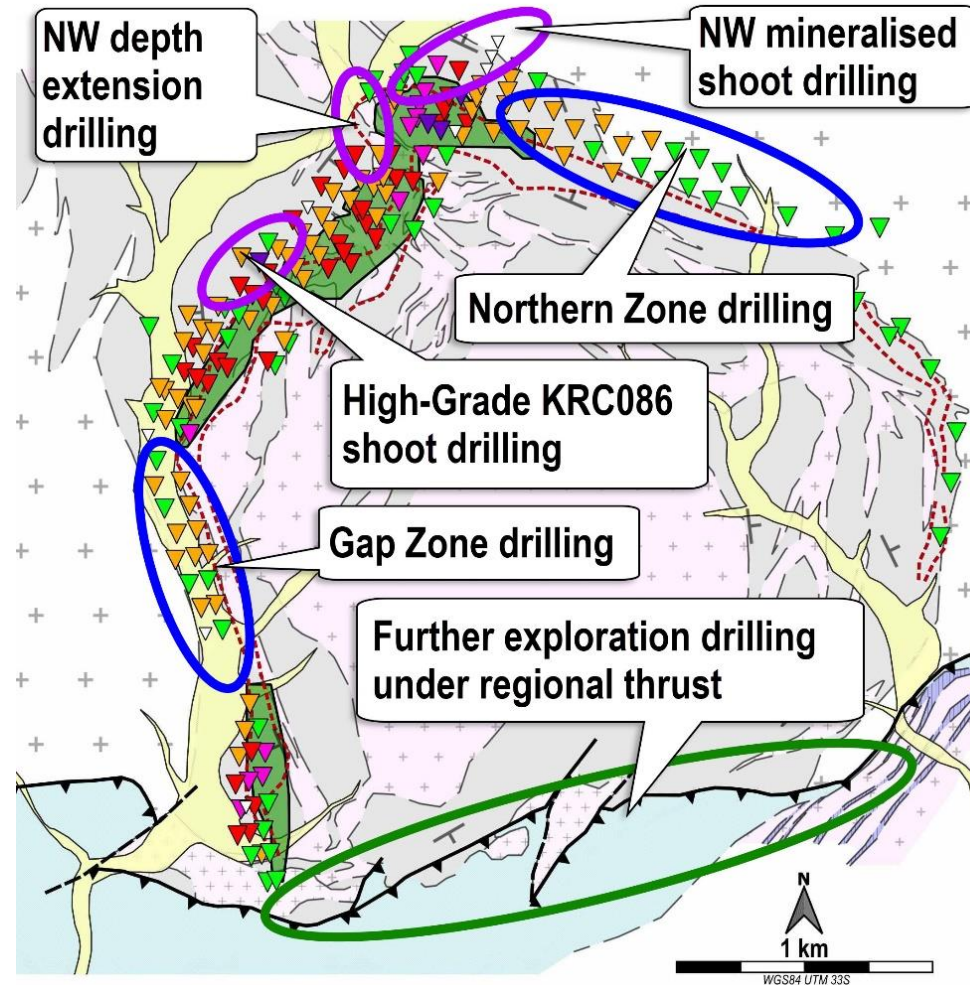 NW depth
extension
drilling
NW mineralised
shoot drilling
Northern Zone drilling
High-Grade KRC086
shoot drilling
Gap Zone drilling
Further exploration drilling
under regional thrust
N
1 km
WGS84 UTM 33S